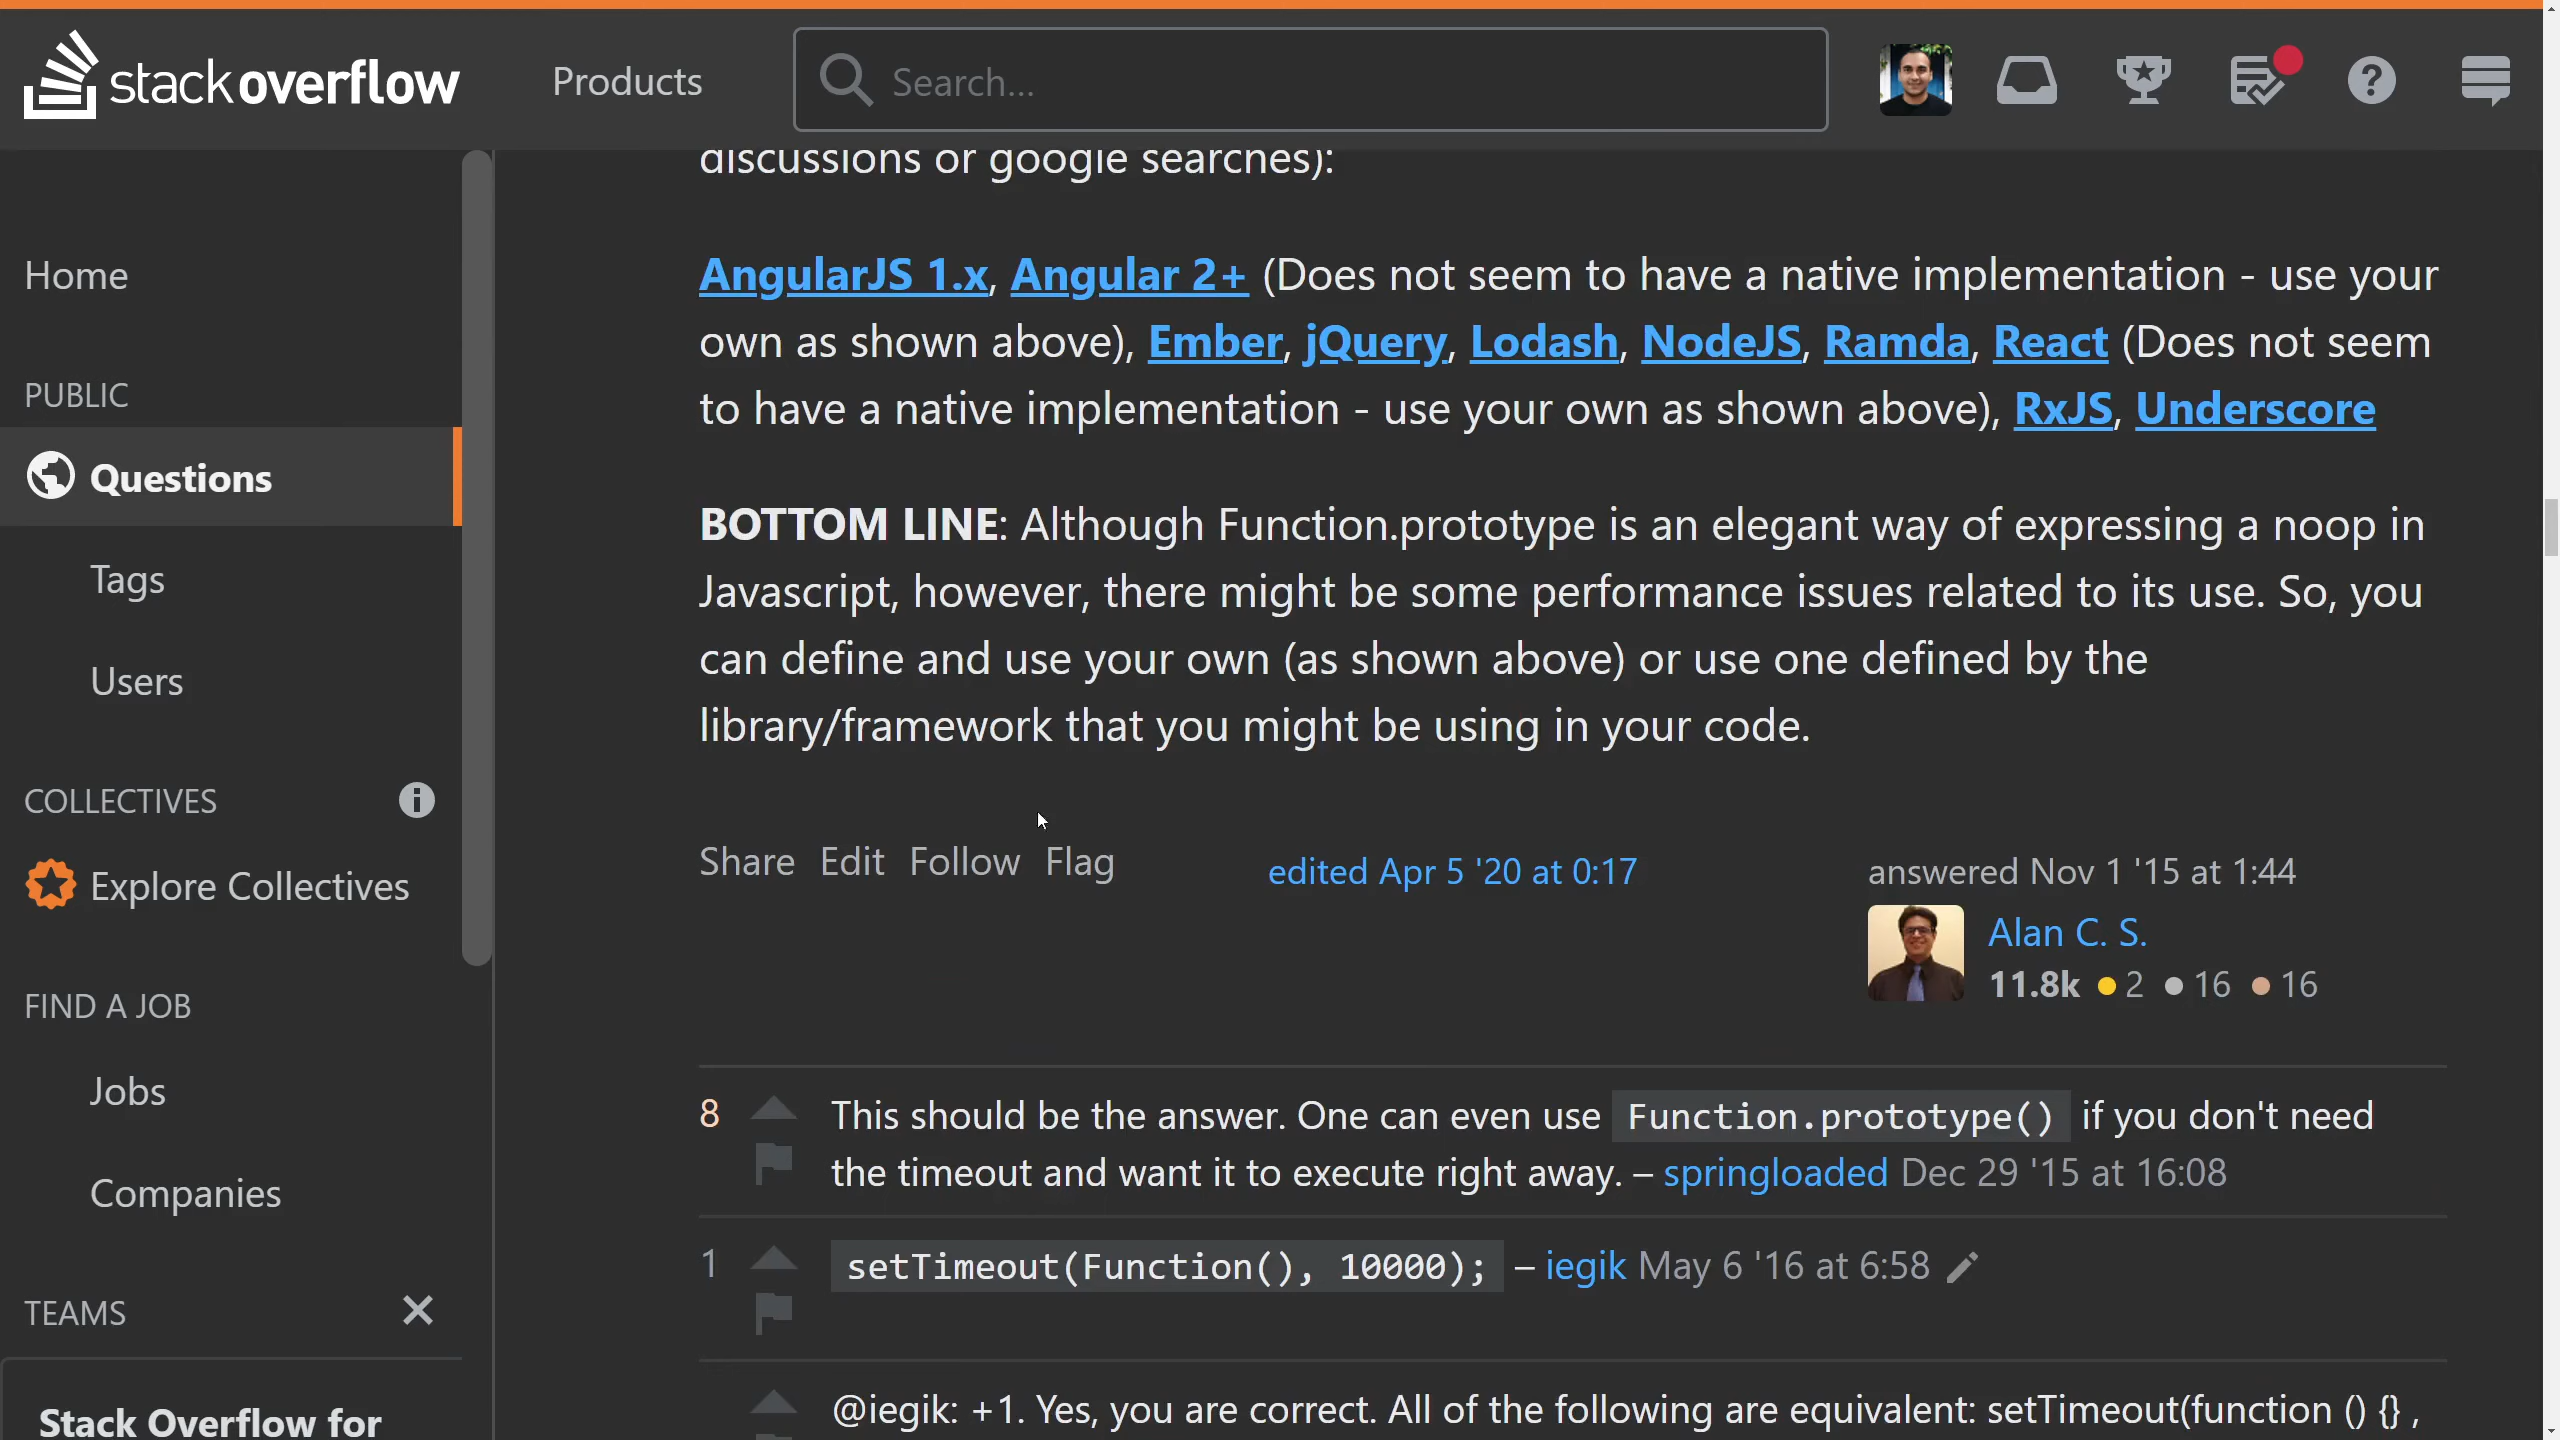 stackoverflow
Products
Search...
Home
PUBLIC
Questions
Tags
Users
COLLECTIVES
Explore Collectives
FIND A JOB
Jobs
Companies
TEAMS
Stack Overflow for
discussions or google searches):
AngularJS 1.x, Angular 2+ (Does not seem to have a native implementation - use your
own as shown above), Ember, jQuery, Lodash, NodeJS, Ramda, React (Does not seem
to have a native implementation - use your own as shown above), RxJS, Underscore
BOTTOM LINE: Although Function.prototype is an elegant way of expressing a noop in
Javascript, however, there might be some performance issues related to its use. So, you
can define and use your own (as shown above) or use one defined by the
library/framework that you might be using in your code.
Share Edit Follow Flag
edited Apr 5 '20 at 0:17
answered Nov 1 '15 at 1:44
Alan C. S.
11.8k 2 16 16
8 This should be the answer. One can even use Function.prototype() if you don't need
the timeout and want it to execute right away. – springloaded Dec 29 '15 at 16:08
1 setTimeout(Function(), 10000); – iegik May 6 '16 at 6:58
@iegik: +1. Yes, you are correct. All of the following are equivalent: setTimeout(function () {} ,